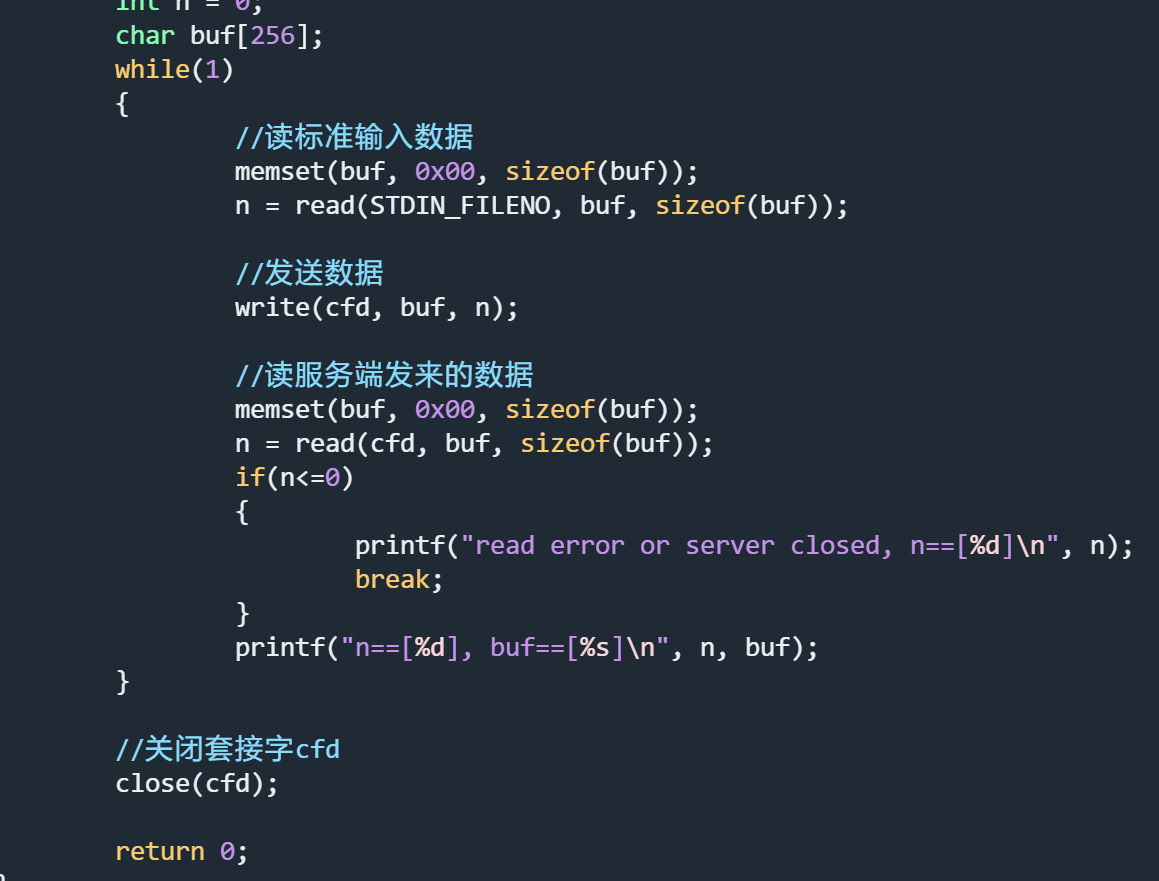 int n = 0;
char buf[256];
while(1)
{
//读标准输入数据
memset(buf, 0x00, sizeof(buf));
n = read(STDIN_FILENO, buf, sizeof(buf));
//发送数据
write(cfd, buf, n);
//读服务端发来的数据
memset(buf, 0x00, sizeof(buf));
n = read(cfd, buf, sizeof(buf));
if(n<=0)
{
printf("read error or server closed, n==[%d]\n", n);
break;
}
printf("n==[%d], buf==[%s]\n", n, buf);
}
//关闭套接字cfd
close(cfd);
return 0;